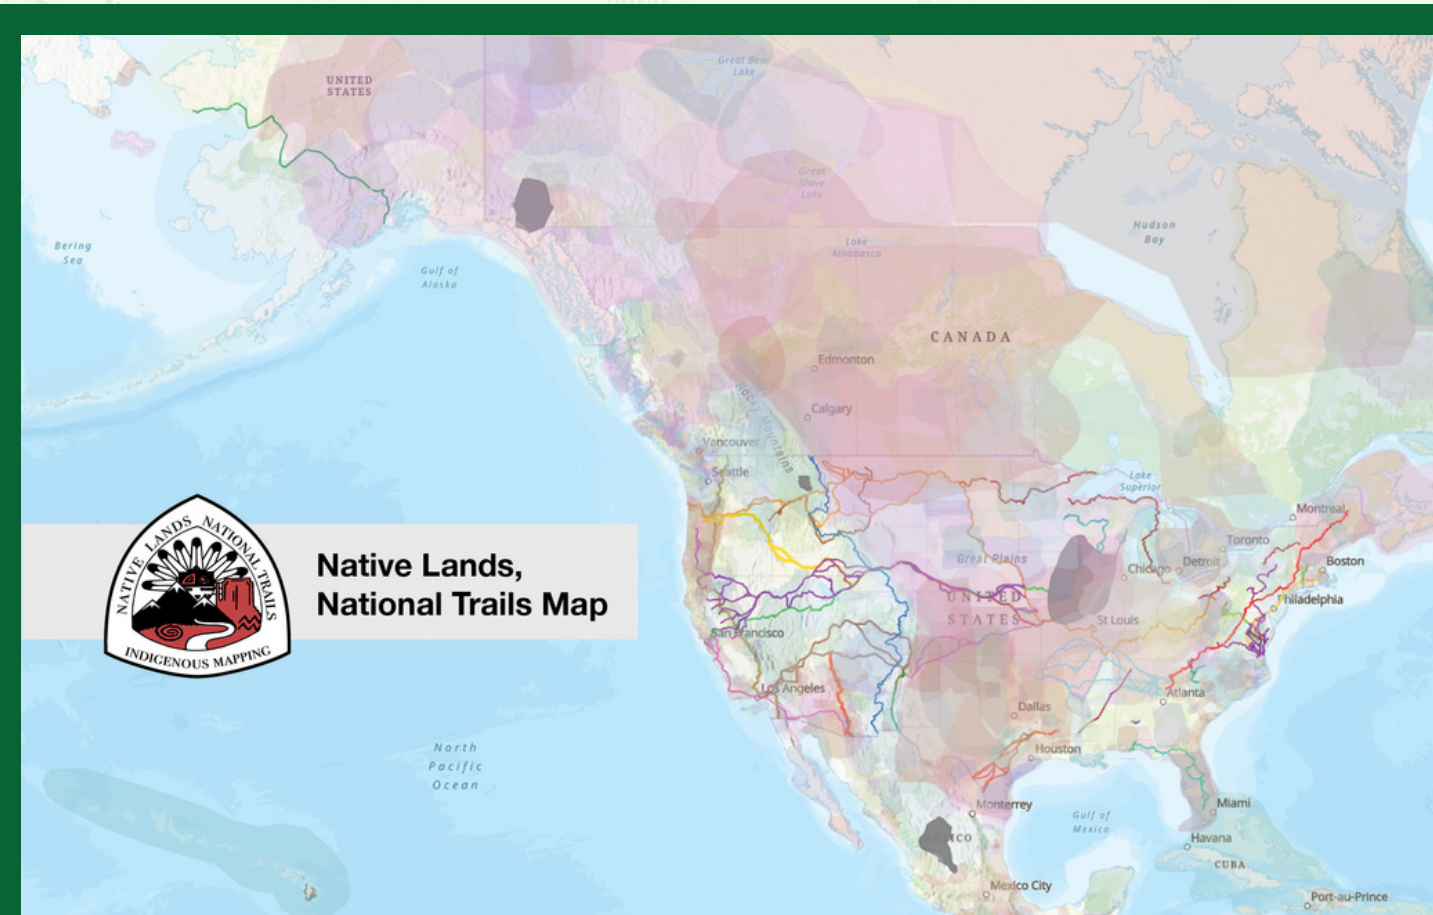 UNITED
STATES
Great Bear
Lake
Great
Slave
Lake
Bering
Sea
Gulf of
Alaska
Lake
Athabasca
Hudson
Bay
CANADA
Edmonton
Calgary
Rocky Mountains
Vancouver
Seattle
Lake
Superior
Montreal
Toronto
Great Plains
Chicago
Detroit
Boston
UNITED
STATES
Philadelphia
St Louis
San Francisco
NATIVE LANDS NATIONAL TRAILS
INDIGENOUS MAPPING
Native Lands,
National Trails Map
Los Angeles
Atlanta
Dallas
Houston
North
Pacific
Ocean
Monterrey
Gulf of
Mexico
Miami
Havana
CUBA
Mexico City
Port-au-Prince